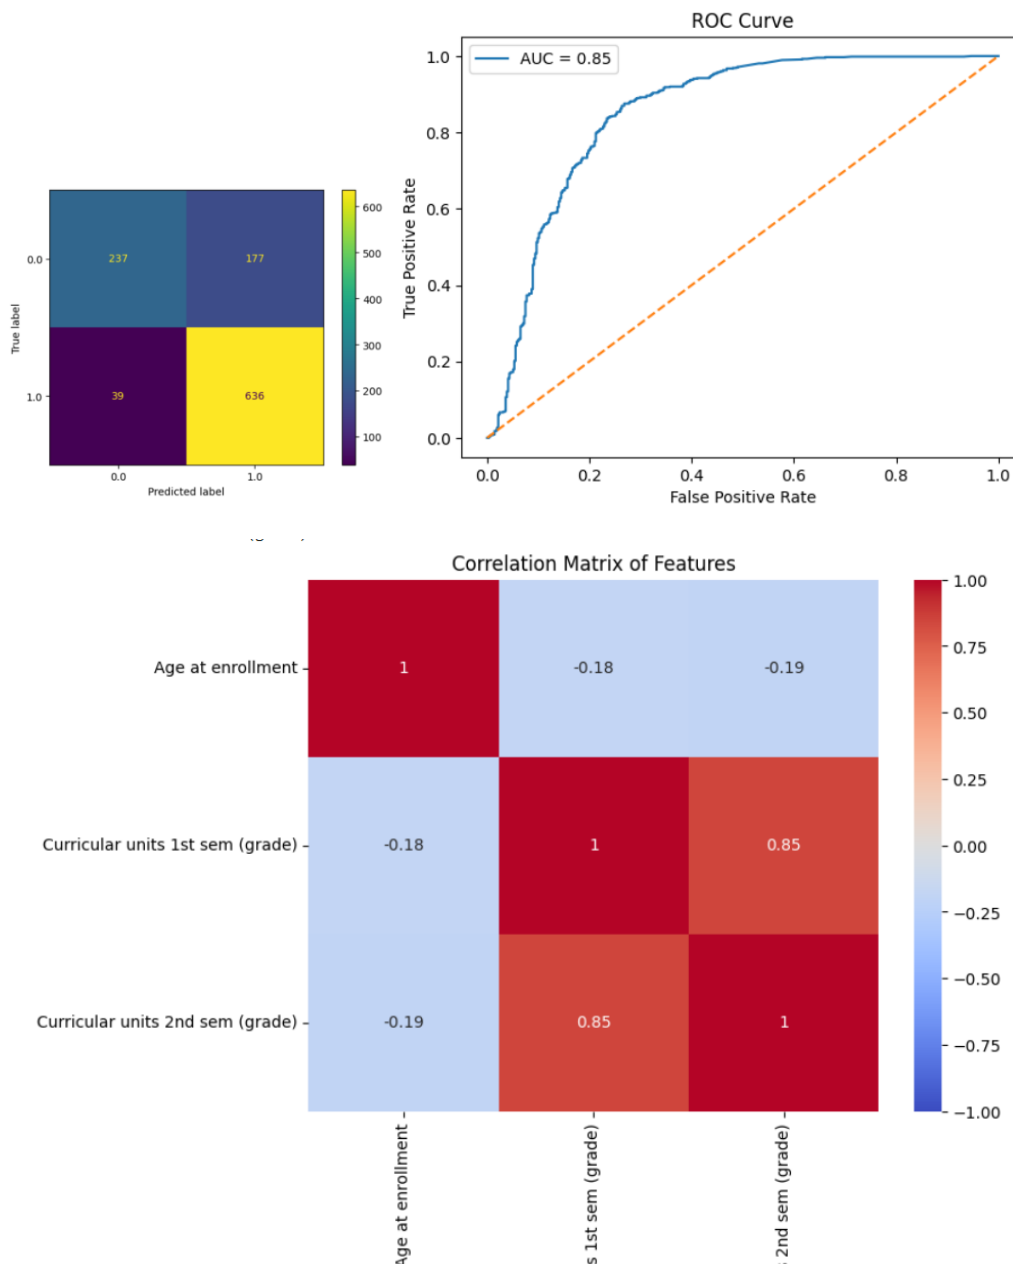 ROC Curve
AUC = 0.85
True Positive Rate
1.0
0.8
0.6
0.4
0.2
0.0
0.0 0.2 0.4 0.6 0.8 1.0
False Positive Rate
True label
0.0
1.0
237 177
39 636
0.0 1.0
Predicted label
600
500
400
300
200
100
Correlation Matrix of Features
Age at enrollment
Curricular units 1st sem (grade)
Curricular units 2nd sem (grade)
1 -0.18 -0.19
-0.18 1 0.85
-0.19 0.85 1
Age at enrollment
s 1st sem (grade)
2nd sem (grade)
1.00
0.75
0.50
0.25
0.00
−0.25
−0.50
−0.75
−1.00